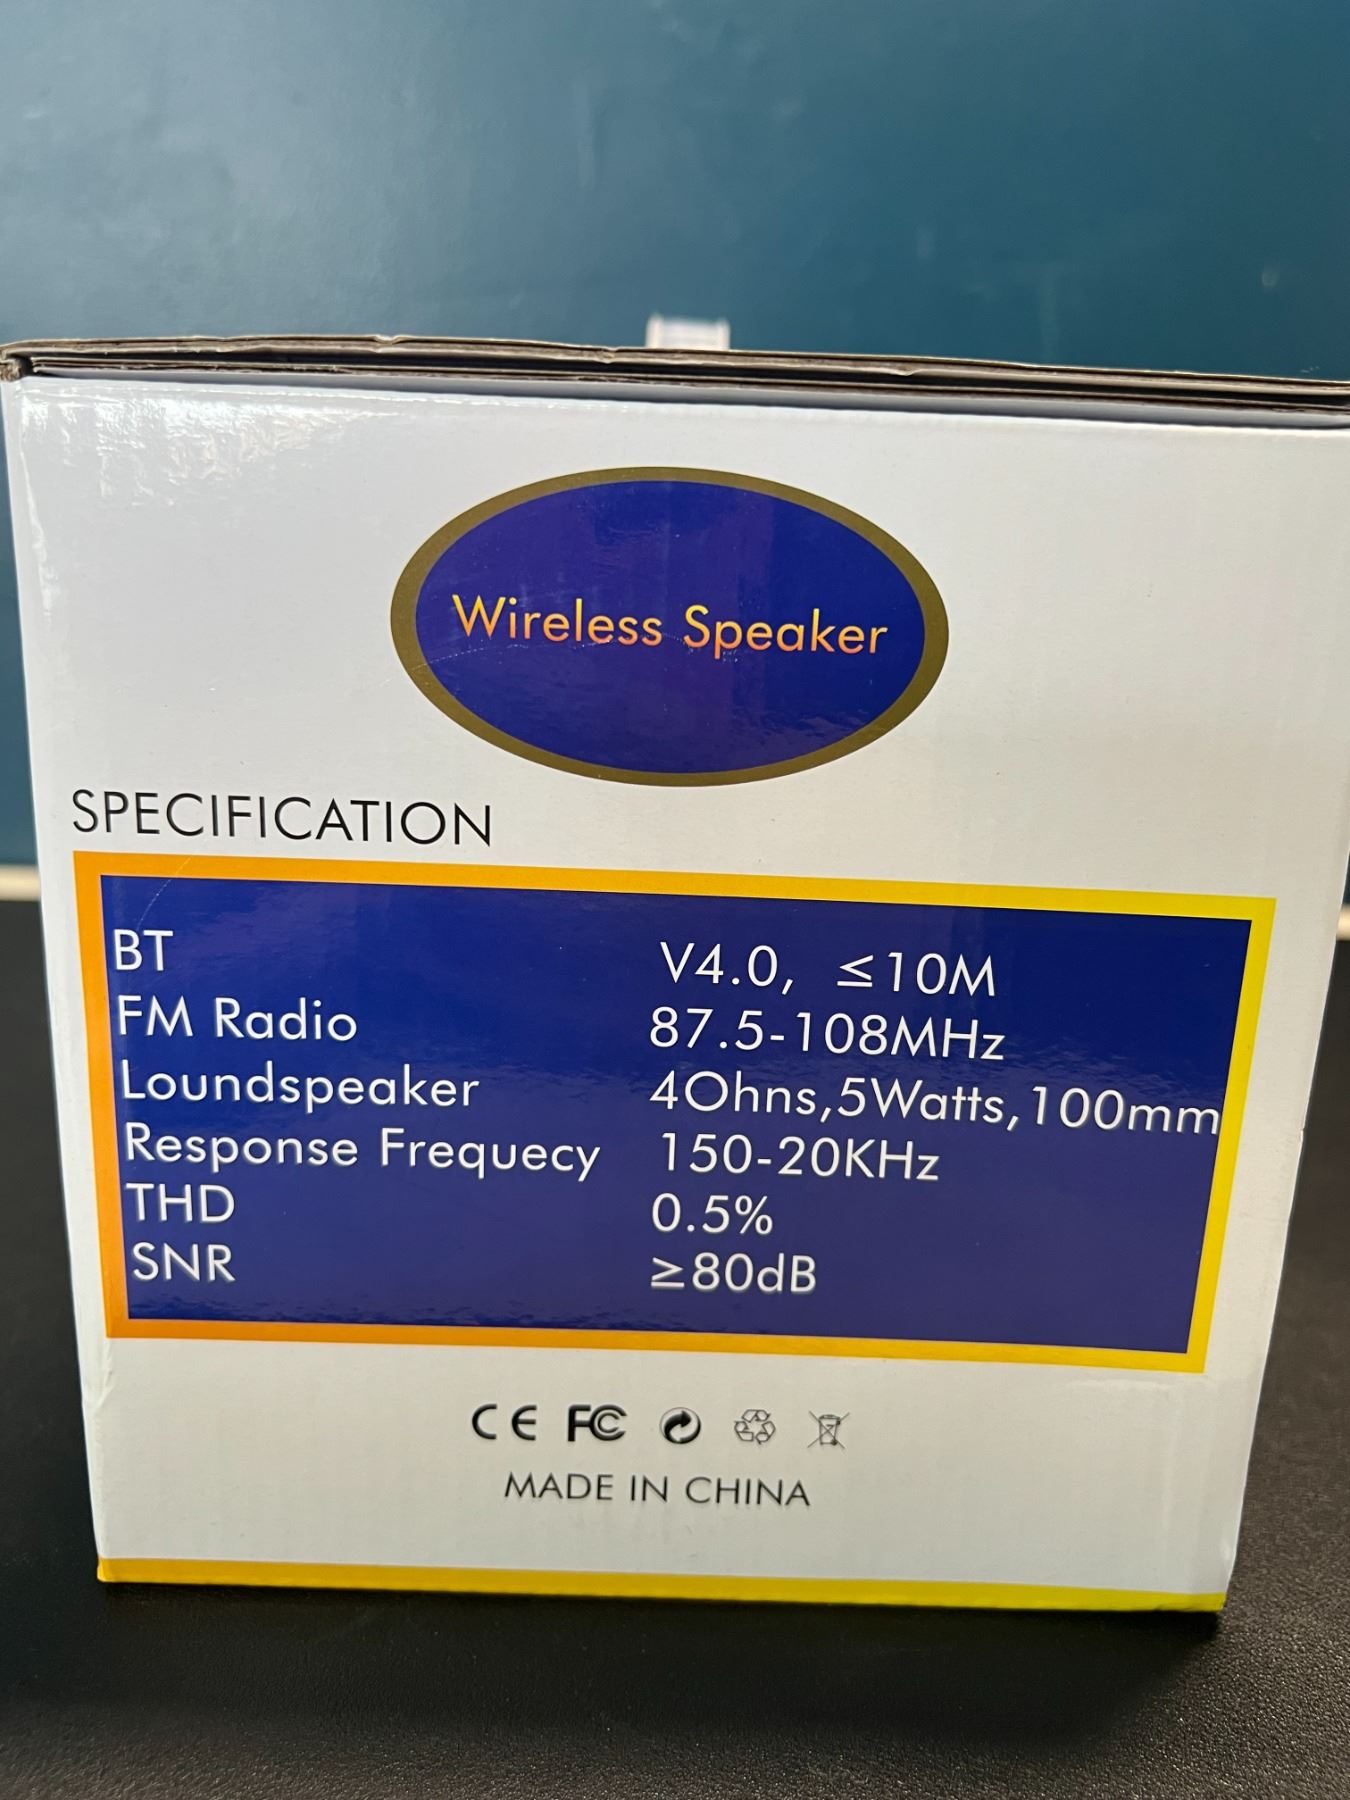 Wireless Speaker
SPECIFICATION
BT V4.0, ≤10M
FM Radio 87.5-108MHz
Loundspeaker 4Ohns,5Watts,100mm
Response Frequecy 150-20KHz
THD 0.5%
SNR ≥80dB
CE FC
MADE IN CHINA